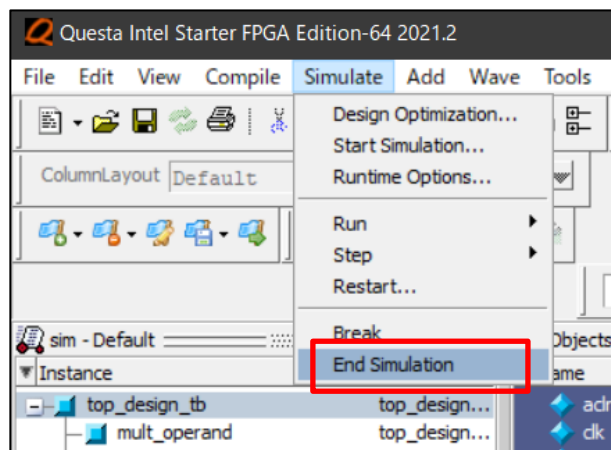 Questa Intel Starter FPGA Edition-64 2021.2
File Edit View Compile Simulate Add Wave Tools
Design Optimization...
Start Simulation...
ColumnLayout Default
Runtime Options...
Run
Step
Restart...
Break
End Simulation
sim - Default
Objects
Instance
ame
top_design_tb top_design...
mult_operand top_design...
clk